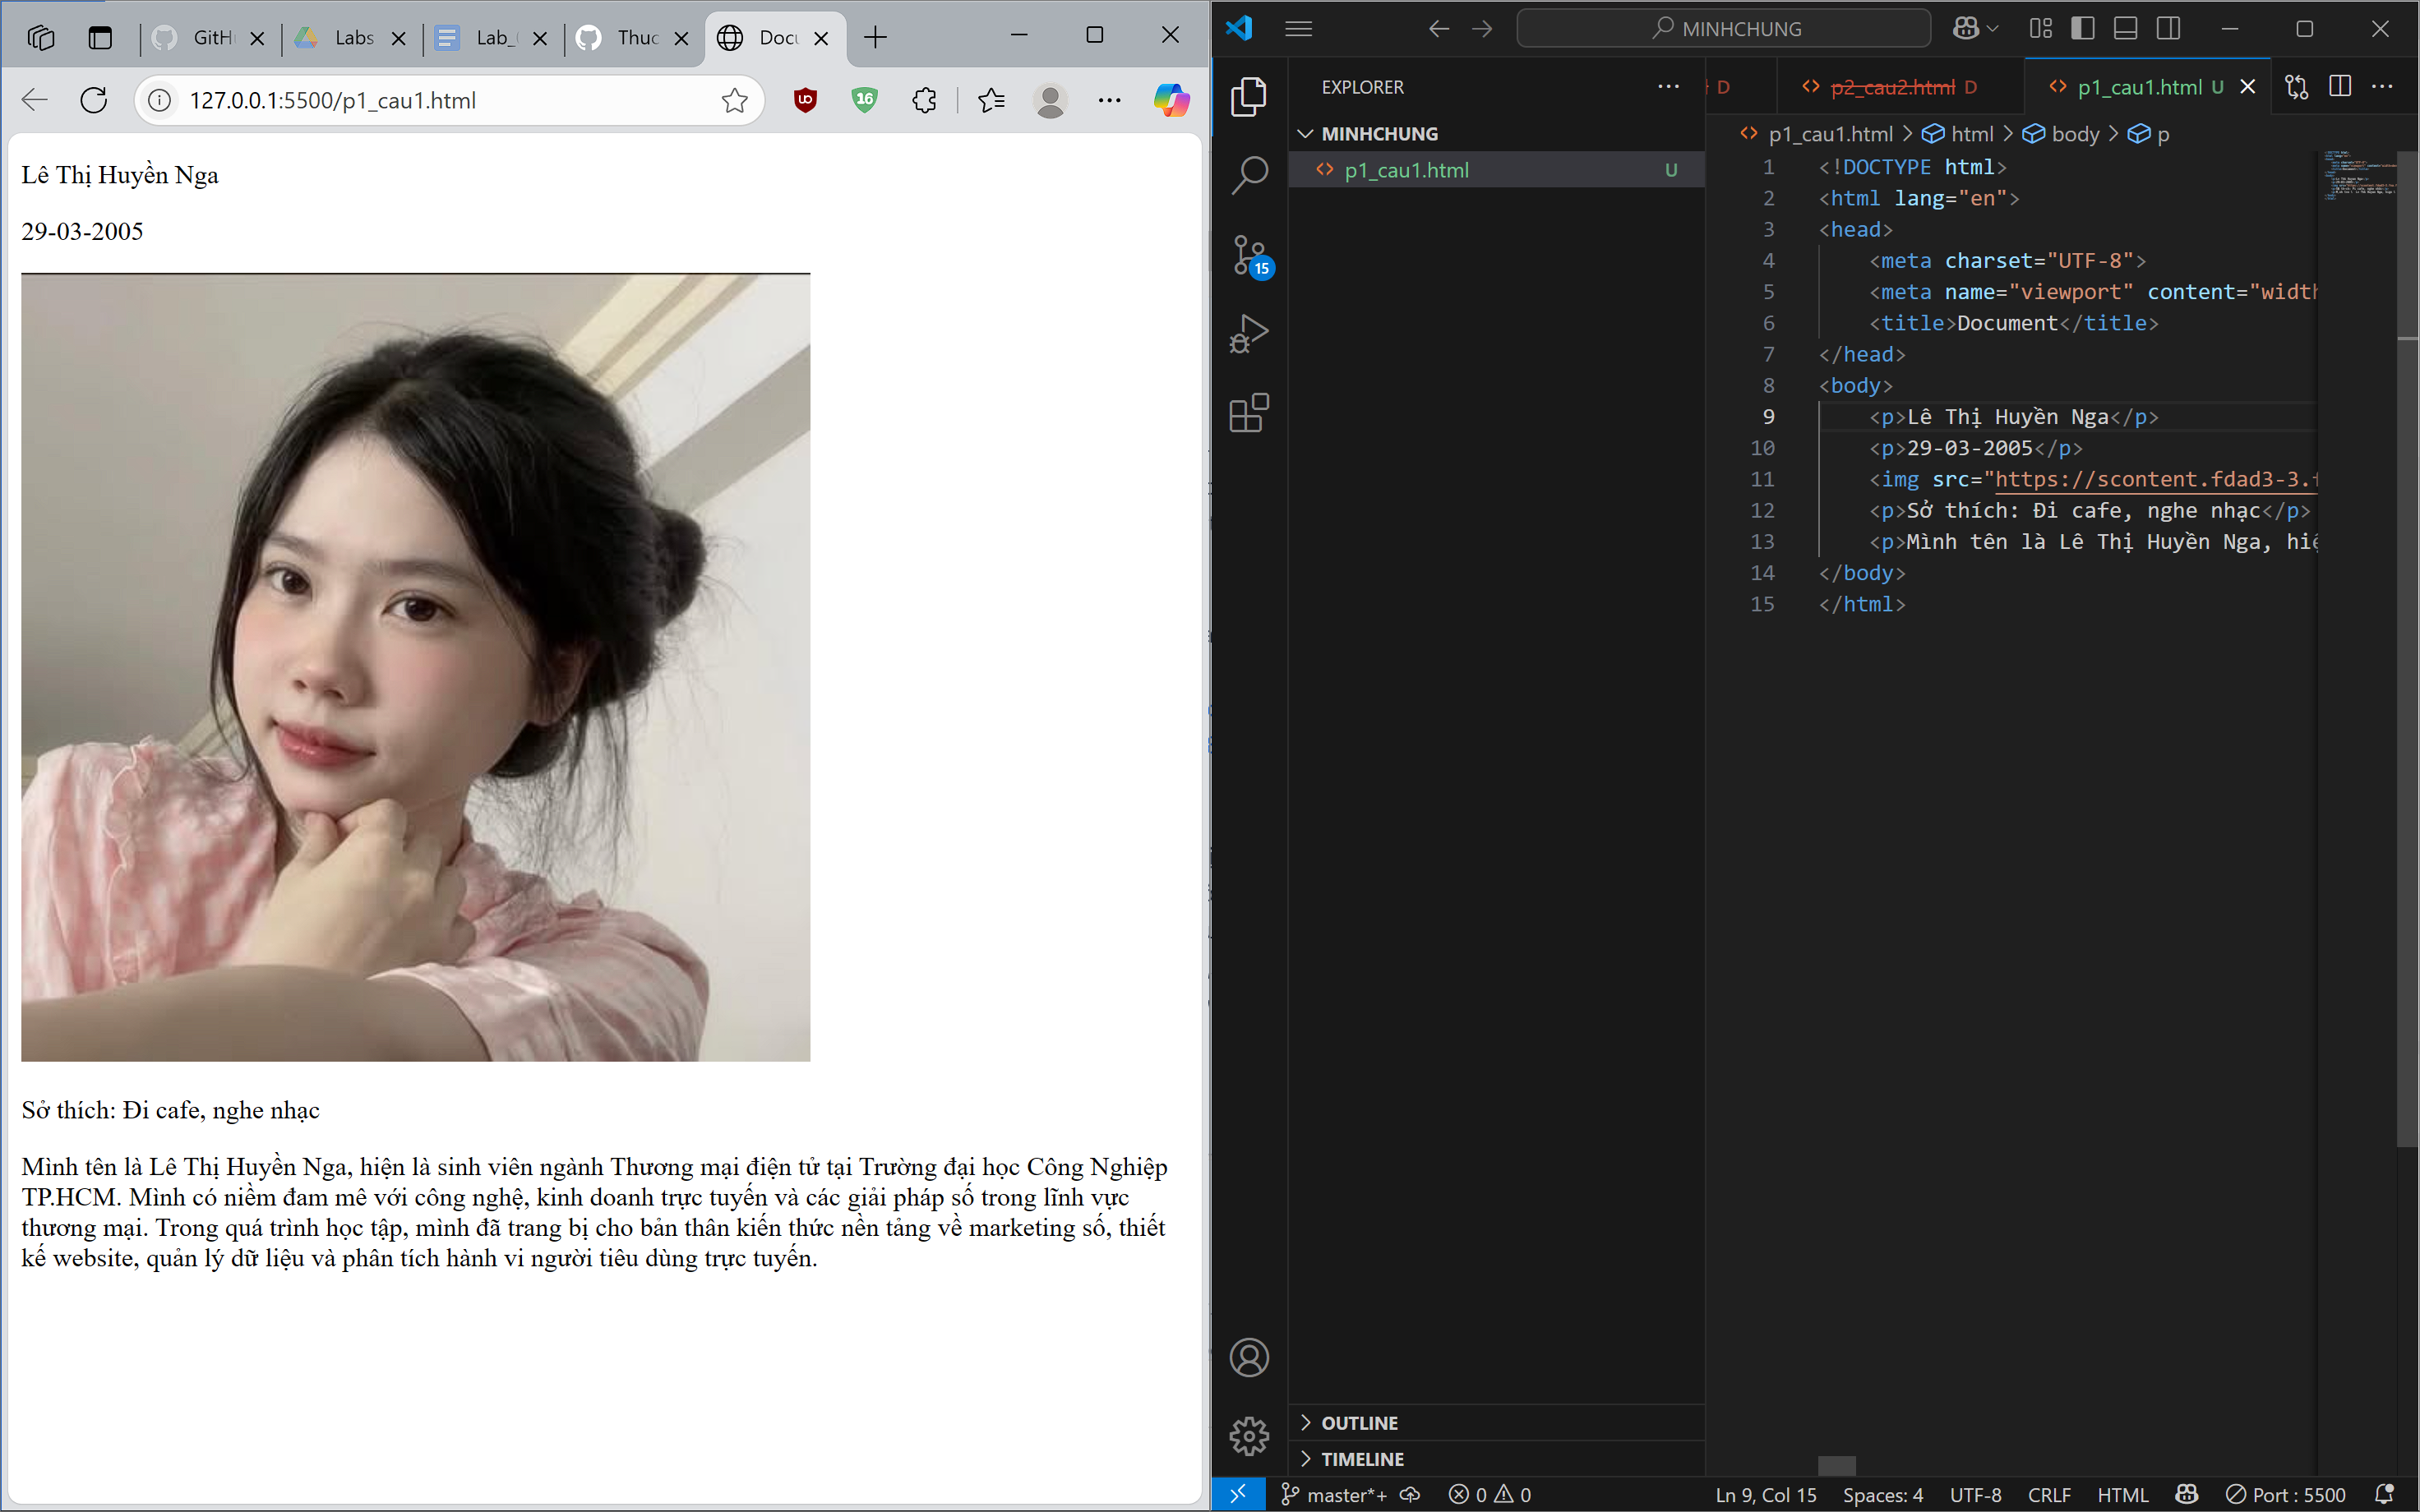 GitH
Labs
Lab_
Thuc
Docu
127.0.0.1:5500/p1_cau1.html
16
Lê Thị Huyền Nga
29-03-2005
Sở thích: Đi cafe, nghe nhạc
Mình tên là Lê Thị Huyền Nga, hiện là sinh viên ngành Thương mại điện tử tại Trường đại học Công Nghiệp
TP.HCM. Mình có niềm đam mê với công nghệ, kinh doanh trực tuyến và các giải pháp số trong lĩnh vực
thương mại. Trong quá trình học tập, mình đã trang bị cho bản thân kiến thức nền tảng về marketing số, thiết
kế website, quản lý dữ liệu và phân tích hành vi người tiêu dùng trực tuyến.
MINHCHUNG
EXPLORER
MINHCHUNG
p1_cau1.html U
15
OUTLINE
TIMELINE
D
p2_cau2.html D
p1_cau1.html U
p1_cau1.html > html > body > p
1 <!DOCTYPE html>
2 <html lang="en">
3 <head>
4 <meta charset="UTF-8">
5 <meta name="viewport" content="width
6 <title>Document</title>
7 </head>
8 <body>
9 <p>Lê Thị Huyền Nga</p>
10 <p>29-03-2005</p>
11 <img src="https://scontent.fdad3-3.f
12 <p>Sở thích: Đi cafe, nghe nhạc</p>
13 <p>Mình tên là Lê Thị Huyền Nga, hiệ
14 </body>
15 </html>
master*+
0
0
Ln 9, Col 15
Spaces: 4
UTF-8
CRLF
HTML
Port : 5500